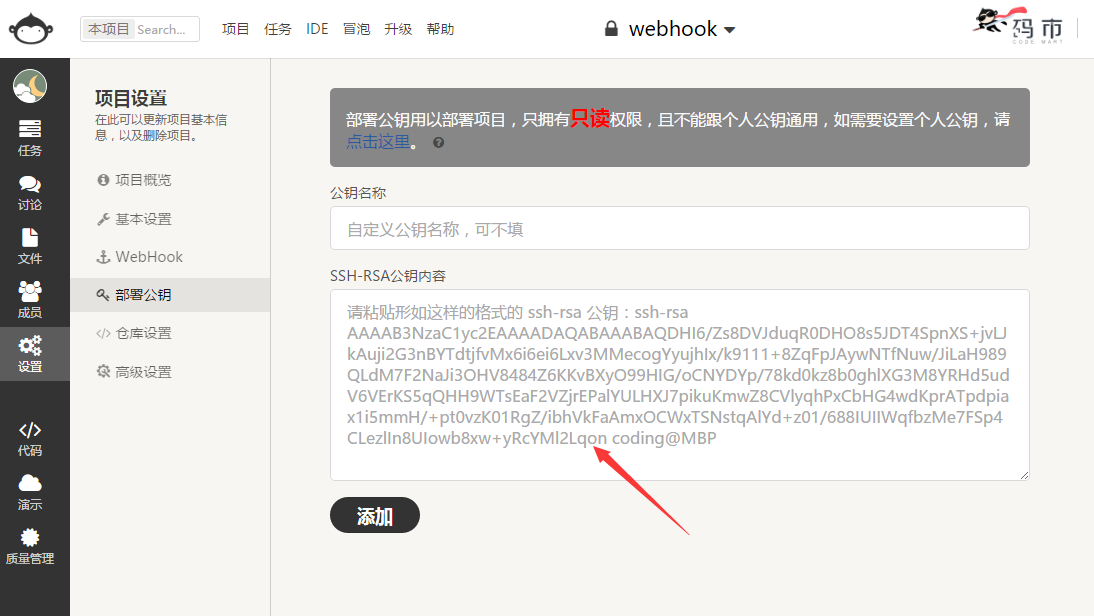 本项目 Search...
项目 任务 IDE 冒泡 升级 帮助
webhook
码市
CODE MART
任务
讨论
文件
成员
设置
代码
演示
质量管理
项目设置
在此可以更新项目基本信
息，以及删除项目。
项目概览
基本设置
WebHook
部署公钥
仓库设置
高级设置
部署公钥用以部署项目，只拥有只读权限，且不能跟个人公钥通用，如需要设置个人公钥，请
点击这里。
公钥名称
自定义公钥名称，可不填
SSH-RSA公钥内容
请粘贴形如这样的格式的 ssh-rsa 公钥：ssh-rsa
AAAAB3NzaC1yc2EAAAADAQABAAABAQDHI6/Zs8DVJduqR0DHO8s5JDT4SpnXS+jvLJ
kAuji2G3nBYTdtjfvMx6i6ei6Lxv3MMecogYyujhIx/k9111+8ZqFpJAywNTfNuw/JiLaH989
QLdM7F2NaJi3OHV8484Z6KKvBXyO99HIG/oCNYDYp/78kd0kz8b0ghlXG3M8YRHd5ud
V6VErKS5qQHH9WTsEaF2VZjrEPalYULHXJ7pikuKmwZ8CVlyqhPxCbHG4wdKprATpdpia
x1i5mmH/+pt0vzK01RgZ/ibhVkFaAmxOCWxTSNstqAlYd+z01/688IUIIWqfbzMe7FSp4
CLezlIn8UIowb8xw+yRcYMl2Lqon coding@MBP
添加